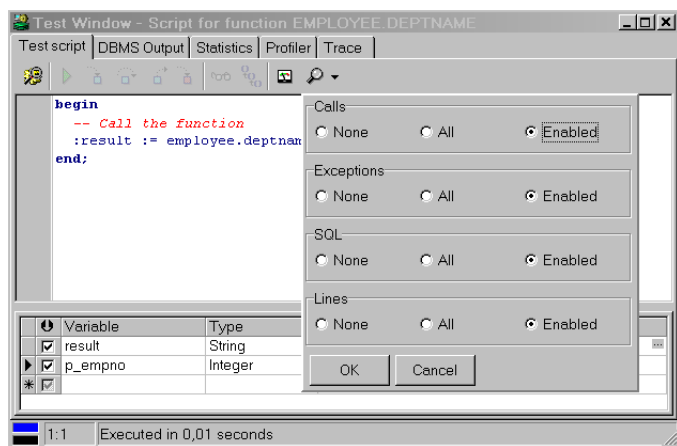 Test Window - Script for function EMPLOYEE.DEPTNAME
Test script DBMS Output Statistics Profiler Trace
begin
-- Call the function
:result := employee.deptnam
end;
Calls
None All Enabled
Exceptions
None All Enabled
SQL
None All Enabled
Lines
None All Enabled
OK Cancel
Variable Type
result String
p_empno Integer
1:1 Executed in 0,01 seconds